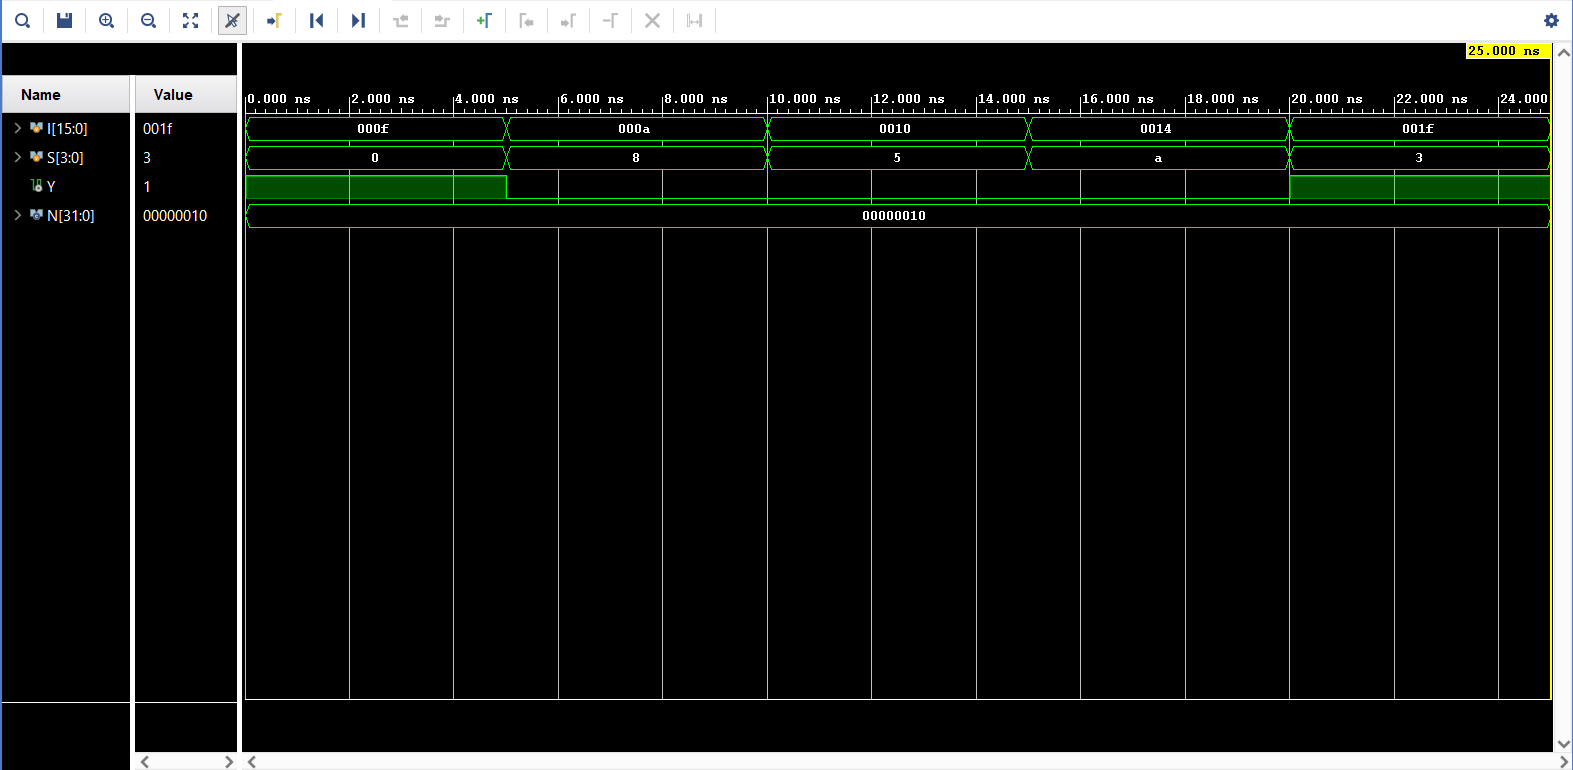 25.000 ns
Name Value 0.000 ns 2.000 ns 4.000 ns 6.000 ns 8.000 ns 10.000 ns 12.000 ns 14.000 ns 16.000 ns 18.000 ns 20.000 ns 22.000 ns 24.000
I[15:0] 001f 000f 000a 0010 0014 001f
S[3:0] 3 0 8 5 a 3
Y 1
N[31:0] 00000010 00000010